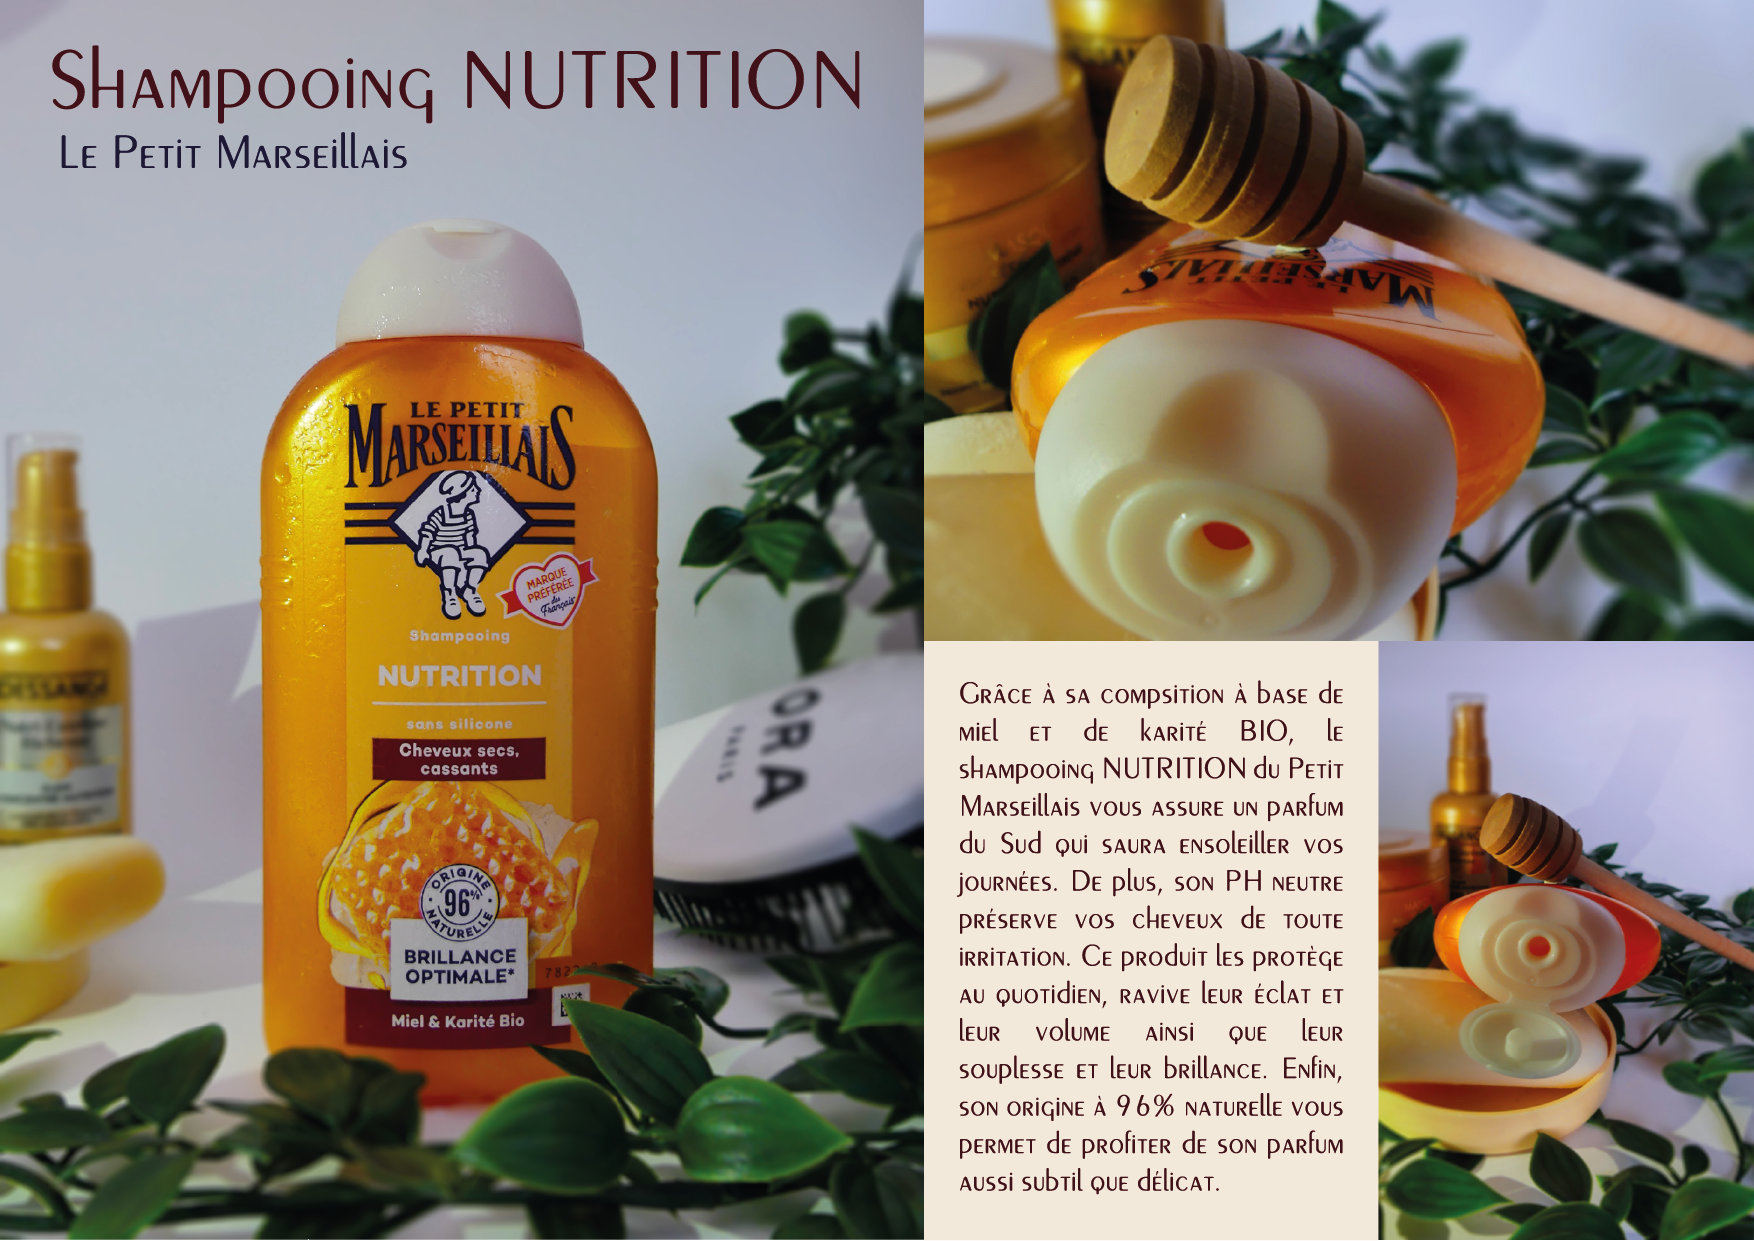 Shampooing NUTRITION
Le Petit Marseillais
LE PETIT
MARSEILLAIS
MARQUE
PRÉFÉRÉE
des
Français
Shampooing
NUTRITION
sans silicone
Cheveux secs,
cassants
ORIGINE
96%
NATURELLE
BRILLANCE
OPTIMALE*
Miel & Karité Bio
DESSANGE
ORA
PARIS
LE PETIT
MARSEILLAIS
Grâce à sa compsition à base de
miel et de karité BIO, le
shampooing NUTRITION du Petit
Marseillais vous assure un parfum
du Sud qui saura ensoleiller vos
journées. De plus, son PH neutre
préserve vos cheveux de toute
irritation. Ce produit les protège
au quotidien, ravive leur éclat et
leur volume ainsi que leur
souplesse et leur brillance. Enfin,
son origine à 96% naturelle vous
permet de profiter de son parfum
aussi subtil que délicat.